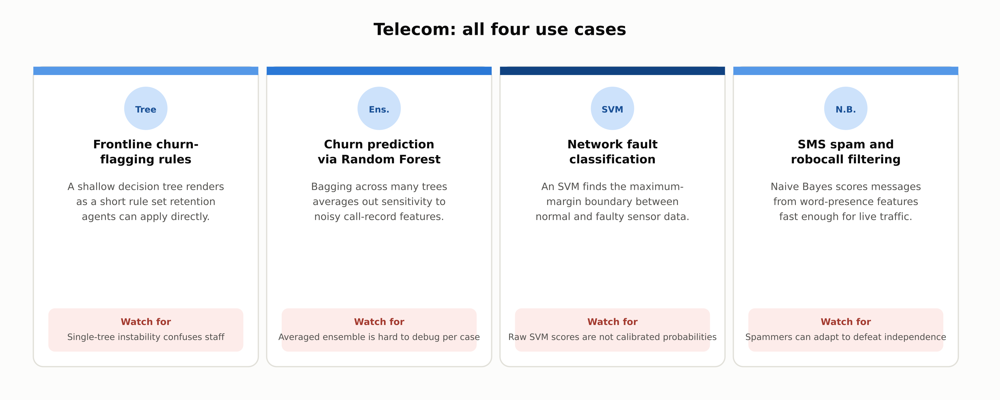 Telecom: all four use cases
Tree
Frontline churn-
flagging rules
A shallow decision tree renders
as a short rule set retention
agents can apply directly.
Watch for
Single-tree instability confuses staff
Ens.
Churn prediction
via Random Forest
Bagging across many trees
averages out sensitivity to
noisy call-record features.
Watch for
Averaged ensemble is hard to debug per case
SVM
Network fault
classification
An SVM finds the maximum-
margin boundary between
normal and faulty sensor data.
Watch for
Raw SVM scores are not calibrated probabilities
N.B.
SMS spam and
robocall filtering
Naive Bayes scores messages
from word-presence features
fast enough for live traffic.
Watch for
Spammers can adapt to defeat independence